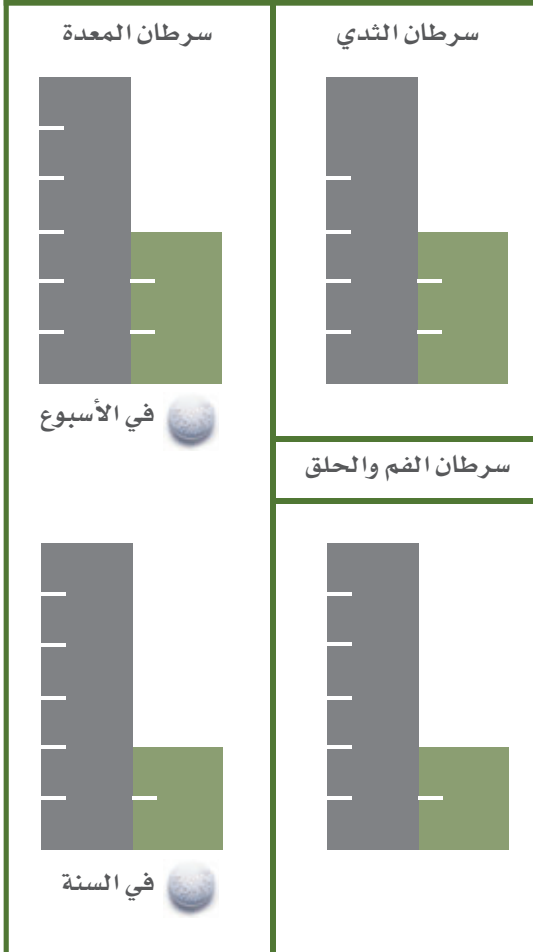 سرطان الثدي
سرطان المعدة
في الأسبوع
سرطان الفم والحلق
في السنة